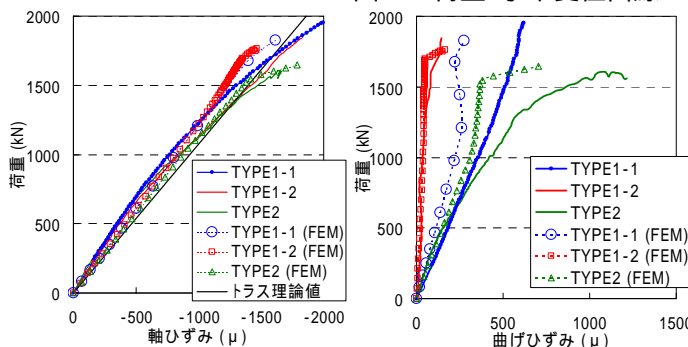 2000
1500
1000
500
0
荷重 (kN)
0
-500
-1000
-1500
-2000
軸ひずみ (μ)
TYPE1-1
TYPE1-2
TYPE2
TYPE1-1 (FEM)
TYPE1-2 (FEM)
TYPE2 (FEM)
トラス理論値
2000
1500
1000
500
0
荷重 (kN)
0
500
1000
1500
曲げひずみ (μ)
TYPE1-1
TYPE1-2
TYPE2
TYPE1-1 (FEM)
TYPE1-2 (FEM)
TYPE2 (FEM)